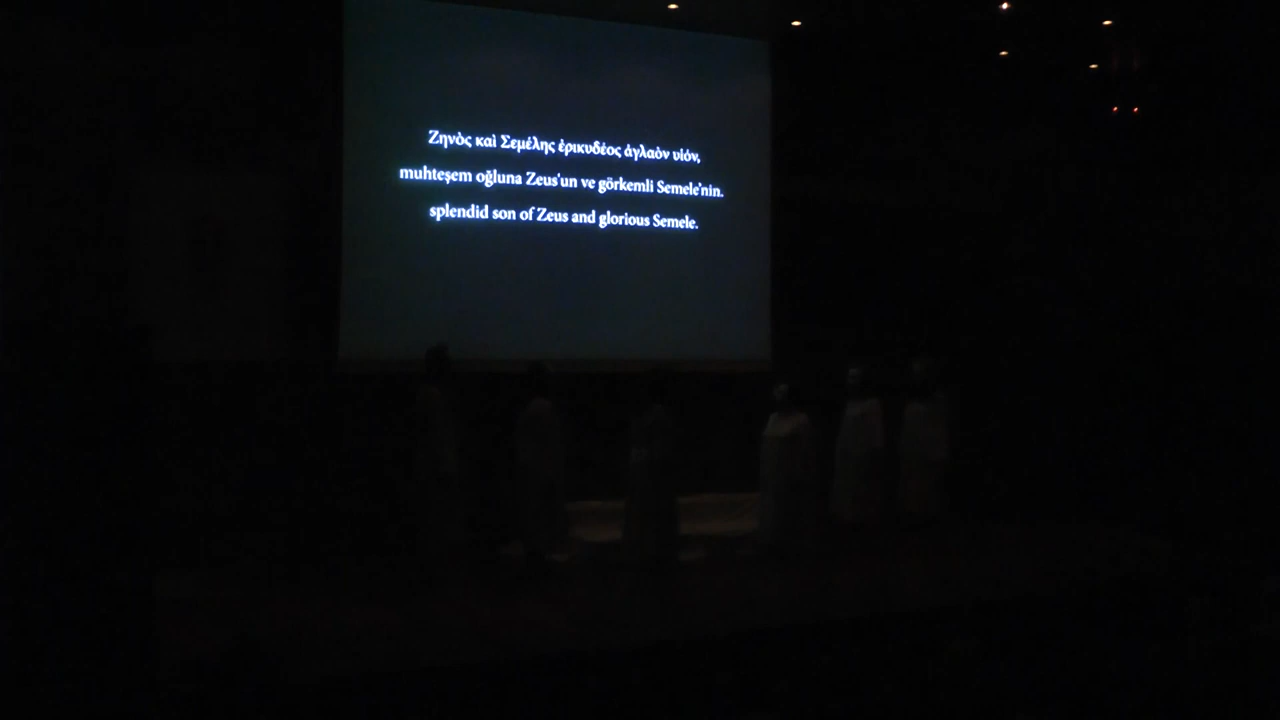 Ζηνὸς καὶ Σεμέλης ἐρικυδέος ἀγλαὸν υἱόν,
muhteşem oğluna Zeus'un ve görkemli Semele'nin.
splendid son of Zeus and glorious Semele.